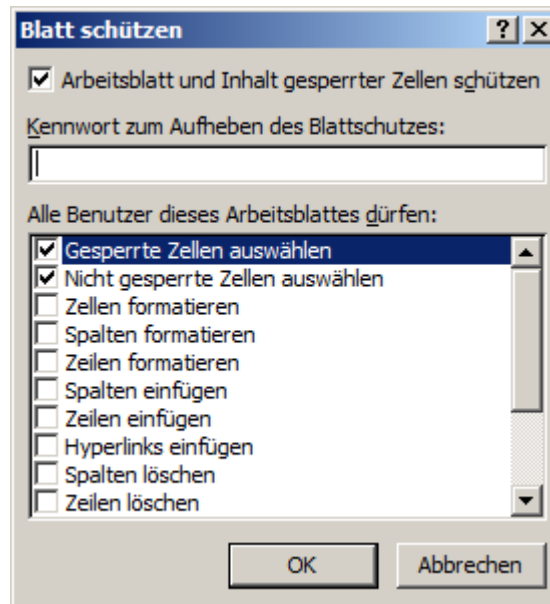 Blatt schützen
Arbeitsblatt und Inhalt gesperrter Zellen schützen
Kennwort zum Aufheben des Blattschutzes:
Alle Benutzer dieses Arbeitsblattes dürfen:
Gesperrte Zellen auswählen
Nicht gesperrte Zellen auswählen
Zellen formatieren
Spalten formatieren
Zeilen formatieren
Spalten einfügen
Zeilen einfügen
Hyperlinks einfügen
Spalten löschen
Zeilen löschen
OK Abbrechen